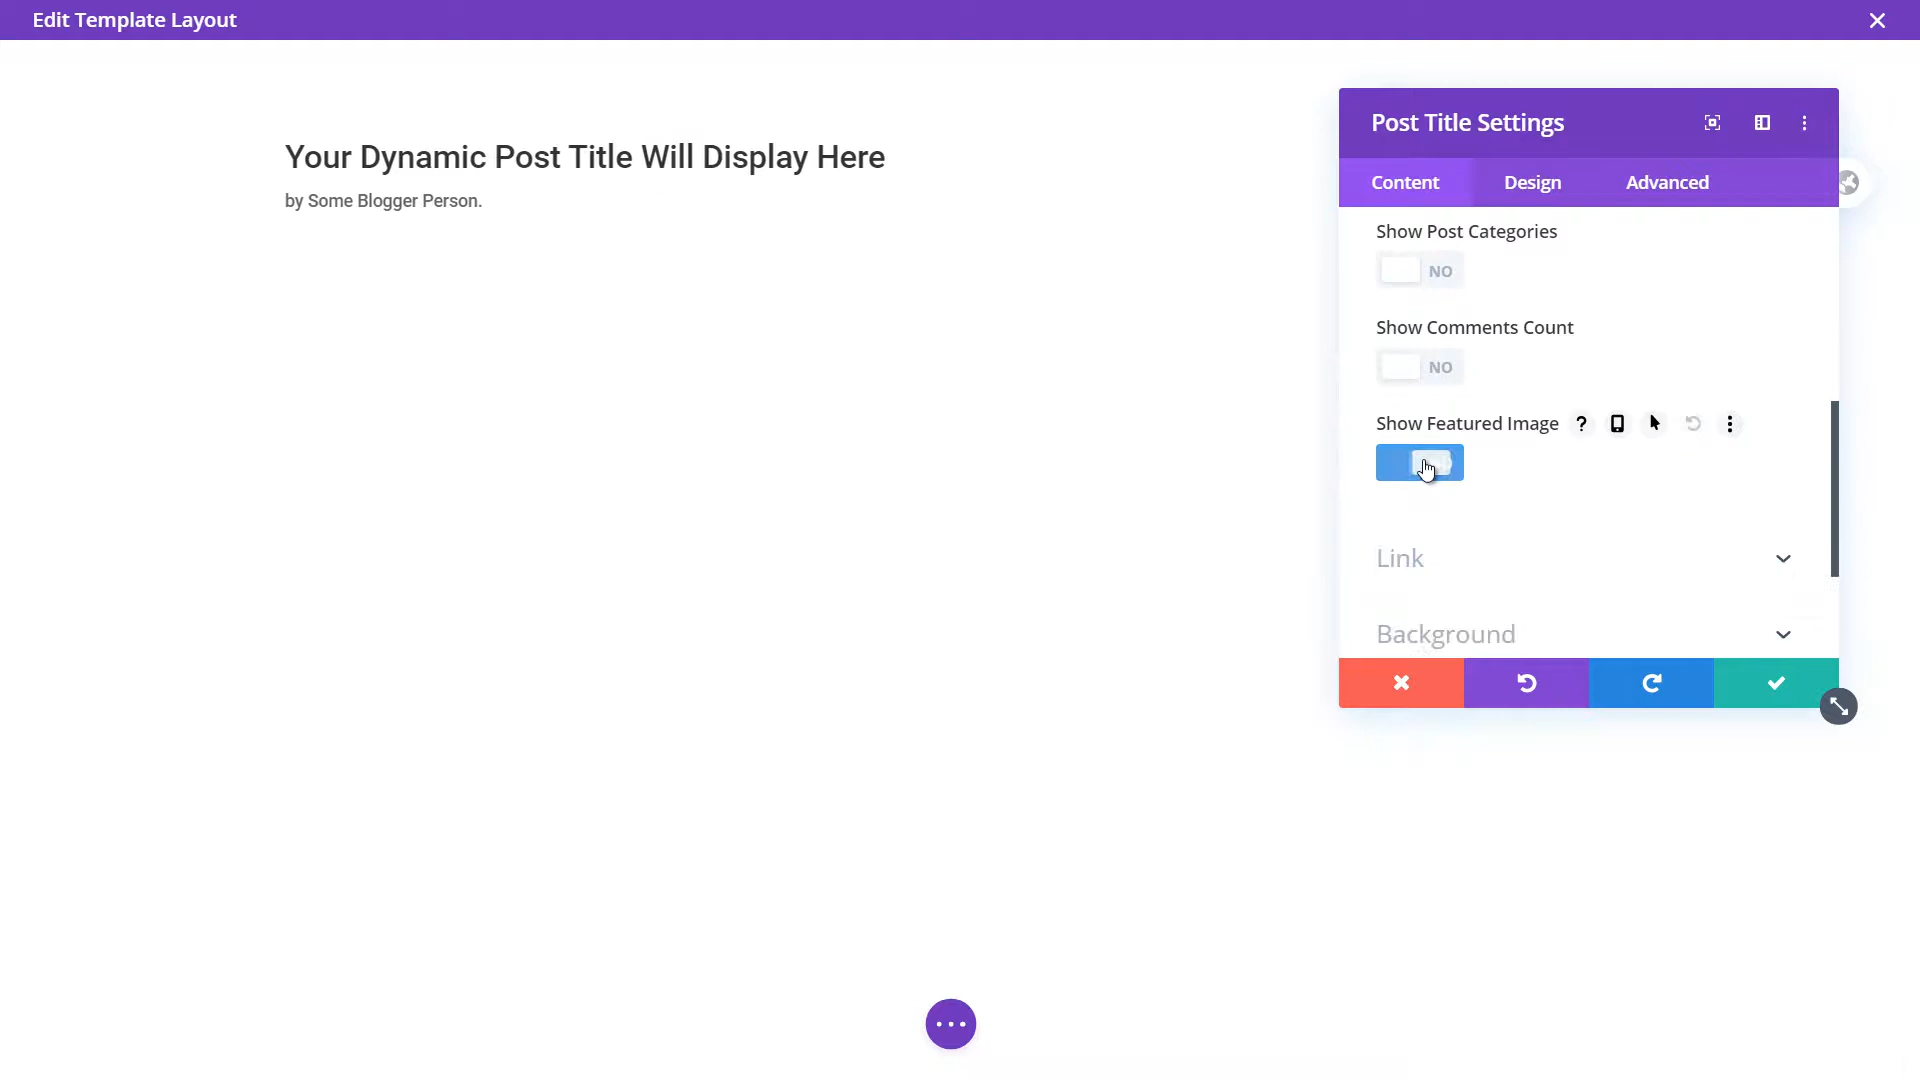 Edit Template Layout
Your Dynamic Post Title Will Display Here
by Some Blogger Person.
Post Title Settings
Content Design Advanced
Show Post Categories
NO
Show Comments Count
NO
Show Featured Image ?
Link
Background